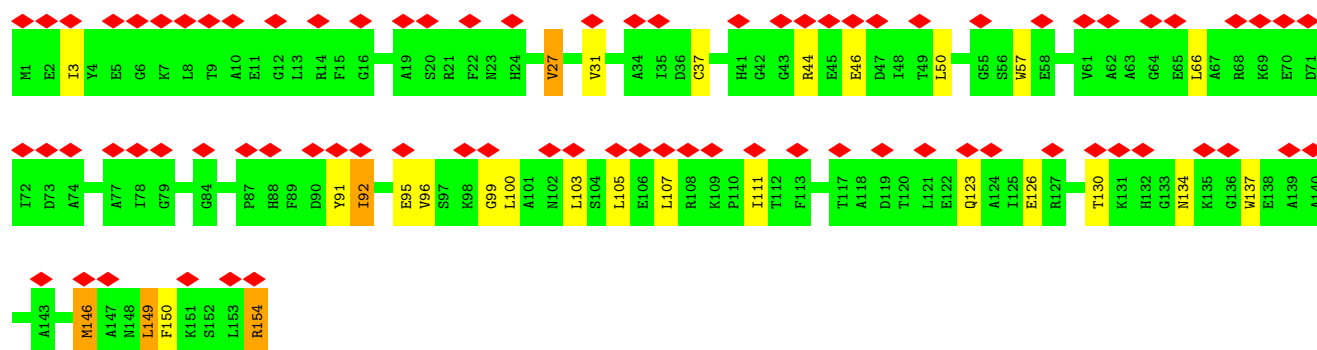 M1 E2 I3 Y4 E5 G6 K7 L8 T9 A10 E11 G12 L13 R14 F15 G16 A19 S20 R21 F22 N23 H24 V27 V31 A34 I35 D36 C37 H41 G42 G43 R44 E45 E46 D47 I48 T49 L50 G55 S56 W57 E58 V61 A62 A63 G64 E65 L66 A67 R68 K69 E70 D71
I72 D73 A74 A77 I78 G79 G84 P87 H88 F89 D90 Y91 I92 E95 V96 S97 K98 G99 L100 A101 N102 L103 S104 L105 E106 L107 R108 K109 P110 I111 T112 F113 T117 A118 D119 T120 L121 E122 Q123 A124 I125 E126 R127 T130 K131 H132 G133 N134 K135 G136 W137 E138 A139 A140
A143 M146 A147 N148 L149 F150 K151 S152 L153 R154